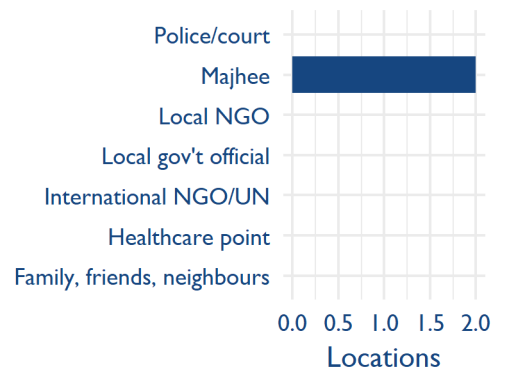 Police/court
Majhee
Local NGO
Local gov't official
International NGO/UN
Healthcare point
Family, friends, neighbours
0.0 0.5 1.0 1.5 2.0
Locations